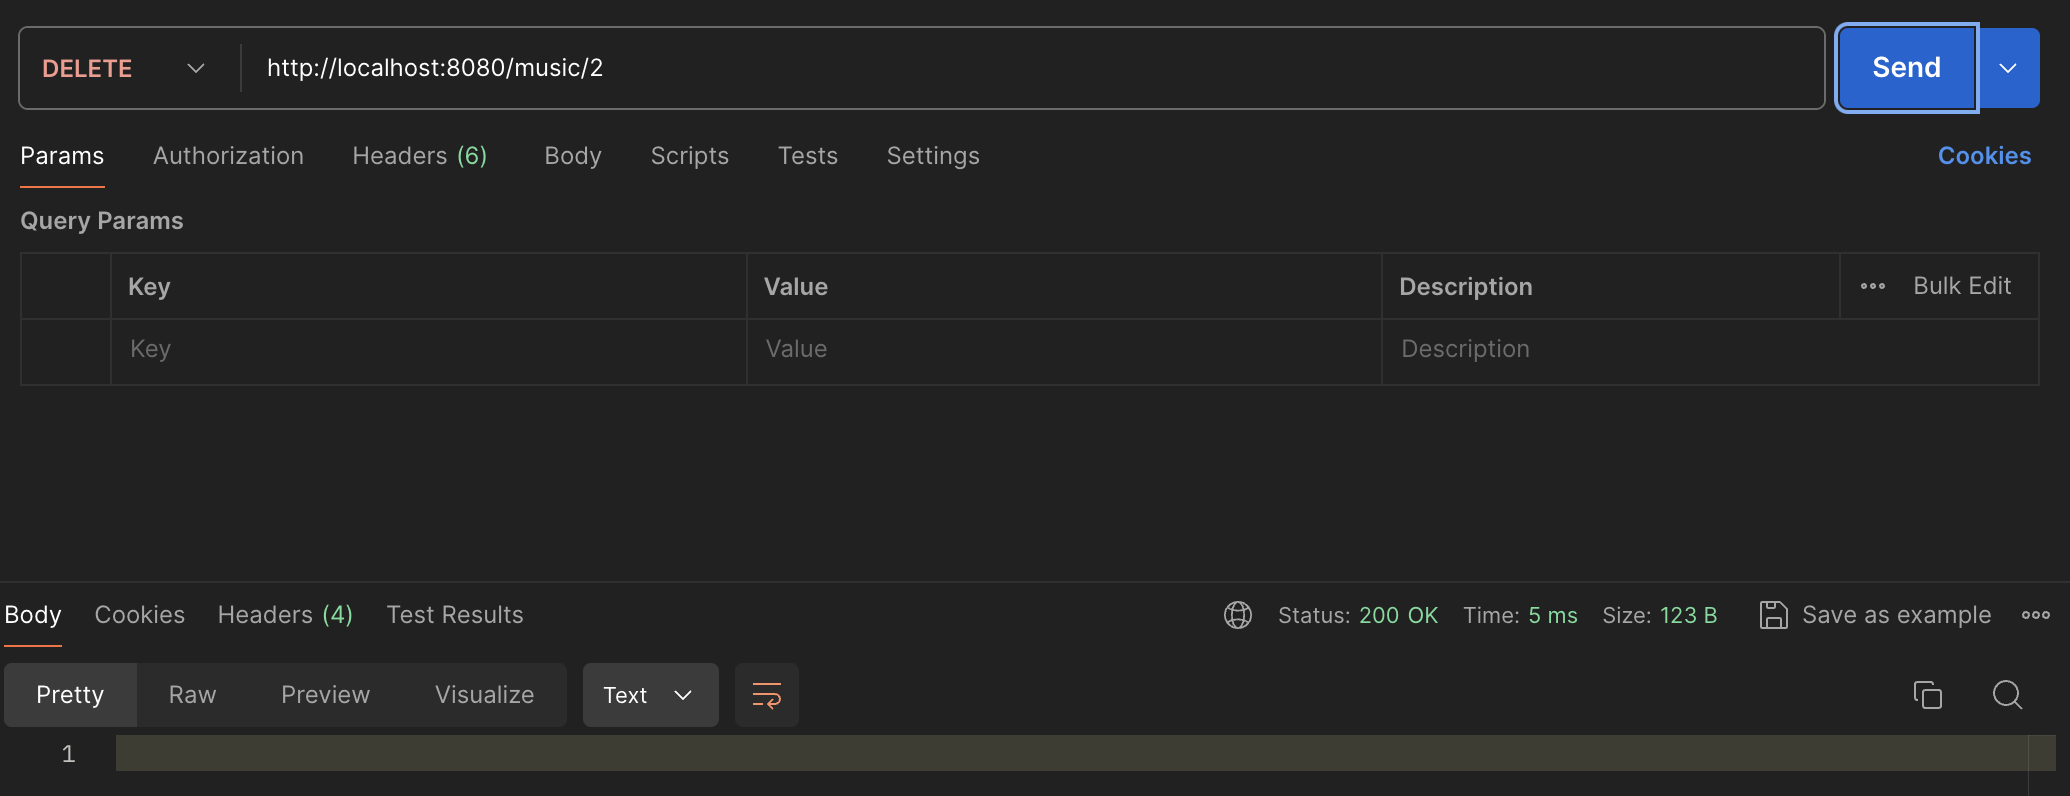 DELETE http://localhost:8080/music/2 Send
Params Authorization Headers (6) Body Scripts Tests Settings Cookies
Query Params
Key Value Description Bulk Edit
Key Value Description
Body Cookies Headers (4) Test Results Status: 200 OK Time: 5 ms Size: 123 B Save as example
Pretty Raw Preview Visualize Text
1